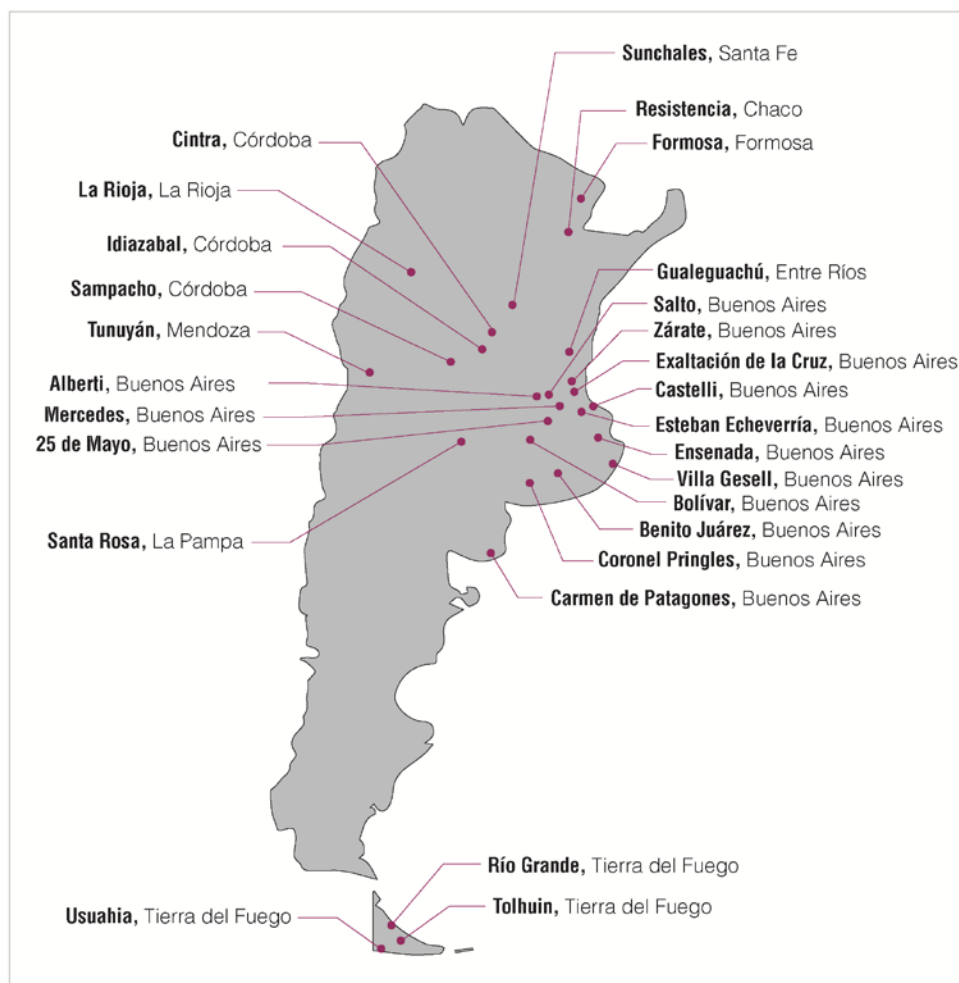 Sunchales, Santa Fe
Resistencia, Chaco
Cintra, Córdoba
Formosa, Formosa
La Rioja, La Rioja
Idiazabal, Córdoba
Gualeguachú, Entre Ríos
Sampacho, Córdoba
Salto, Buenos Aires
Tunuyán, Mendoza
Zárate, Buenos Aires
Exaltación de la Cruz, Buenos Aires
Alberti, Buenos Aires
Castelli, Buenos Aires
Mercedes, Buenos Aires
Esteban Echeverría, Buenos Aires
25 de Mayo, Buenos Aires
Ensenada, Buenos Aires
Villa Gesell, Buenos Aires
Bolívar, Buenos Aires
Benito Juárez, Buenos Aires
Santa Rosa, La Pampa
Coronel Pringles, Buenos Aires
Carmen de Patagones, Buenos Aires
Río Grande, Tierra del Fuego
Tolhuin, Tierra del Fuego
Usuahia, Tierra del Fuego